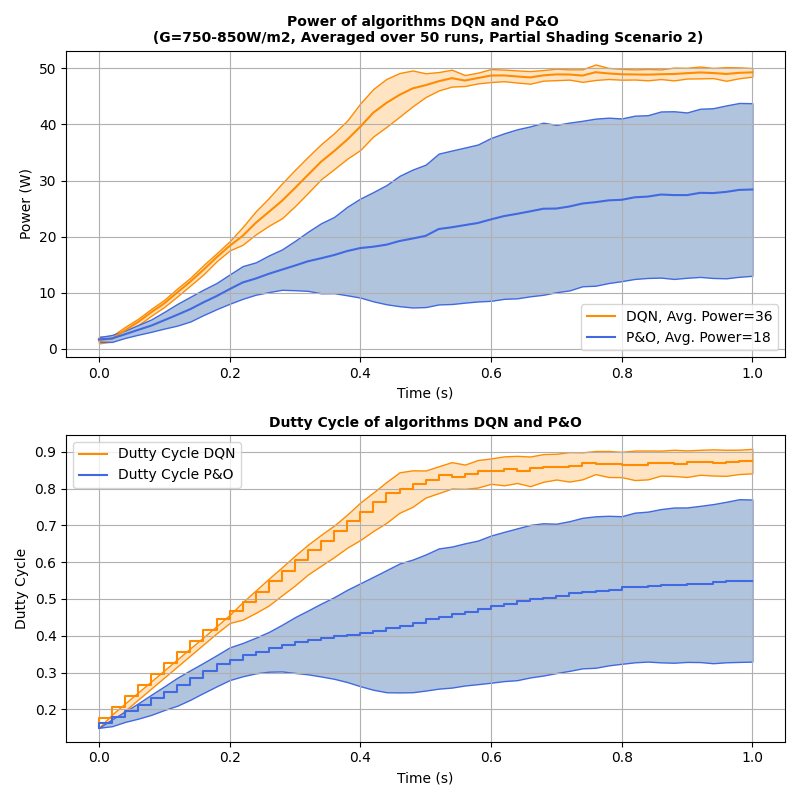 Power of algorithms DQN and P&O
(G=750-850W/m2, Averaged over 50 runs, Partial Shading Scenario 2)
50
40
30
20
10
0
Power (W)
DQN, Avg. Power=36
P&O, Avg. Power=18
0.0 0.2 0.4 0.6 0.8 1.0
Time (s)
Dutty Cycle of algorithms DQN and P&O
Dutty Cycle DQN
Dutty Cycle P&O
0.9
0.8
0.7
0.6
0.5
0.4
0.3
0.2
Dutty Cycle
0.0 0.2 0.4 0.6 0.8 1.0
Time (s)